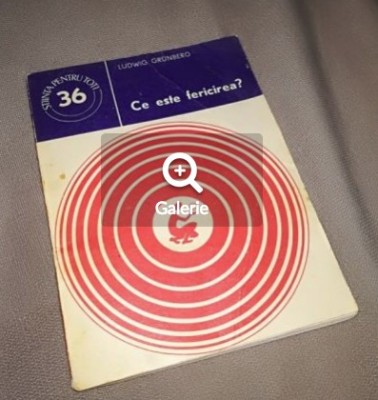 ȘTIINȚA PENTRU TOȚI
36
LUDWIG GRÜNBERG
Ce este fericirea?
Galerie